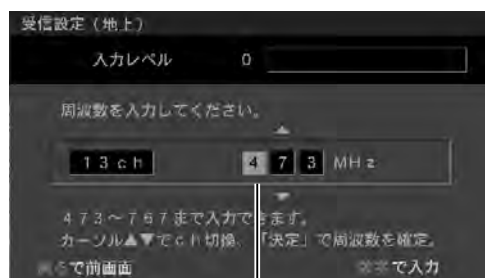 受信設定（地上）
入力レベル 0
周波数を入力してください。
13ch 4 7 3 MHz
473～767まで入力できます。
カーソル▲▼でch切換、「決定」で周波数を確定。
で前画面 で入力